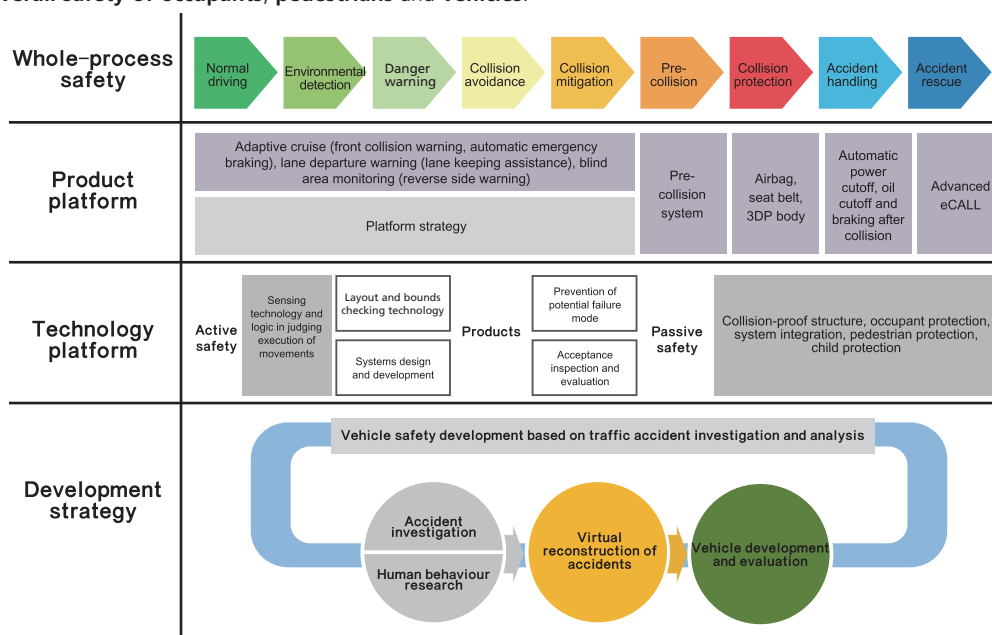 overall safety of occupants, pedestrians and vehicles.
Whole-process
safety
Normal
driving
Environmental
detection
Danger
warning
Collision
avoidance
Collision
mitigation
Pre-
collision
Collision
protection
Accident
handling
Accident
rescue
Product
platform
Adaptive cruise (front collision warning, automatic emergency
braking), lane departure warning (lane keeping assistance), blind
area monitoring (reverse side warning)
Platform strategy
Pre-
collision
system
Airbag,
seat belt,
3DP body
Automatic
power
cutoff, oil
cutoff and
braking after
collision
Advanced
eCALL
Technology
platform
Active
safety
Sensing
technology and
logic in judging
execution of
movements
Layout and bounds
checking technology
Systems design
and development
Products
Prevention of
potential failure
mode
Acceptance
inspection and
evaluation
Passive
safety
Collision-proof structure, occupant protection,
system integration, pedestrian protection,
child protection
Development
strategy
Vehicle safety development based on traffic accident investigation and analysis
Accident
investigation
Human behaviour
research
Virtual
reconstruction of
accidents
Vehicle development
and evaluation